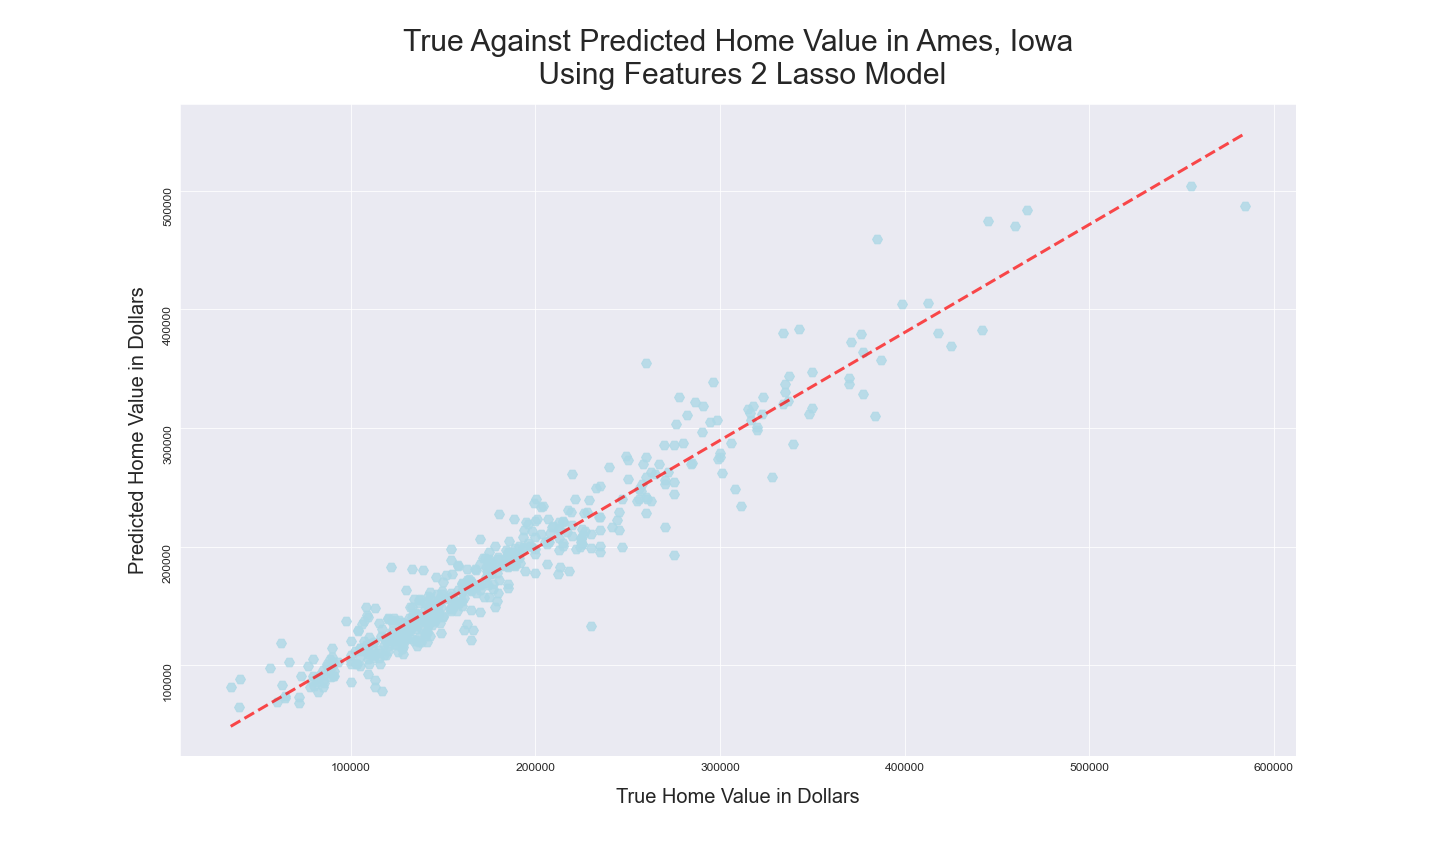 True Against Predicted Home Value in Ames, Iowa
Using Features 2 Lasso Model
Predicted Home Value in Dollars
500000
400000
300000
200000
100000
100000 200000 300000 400000 500000 600000
True Home Value in Dollars